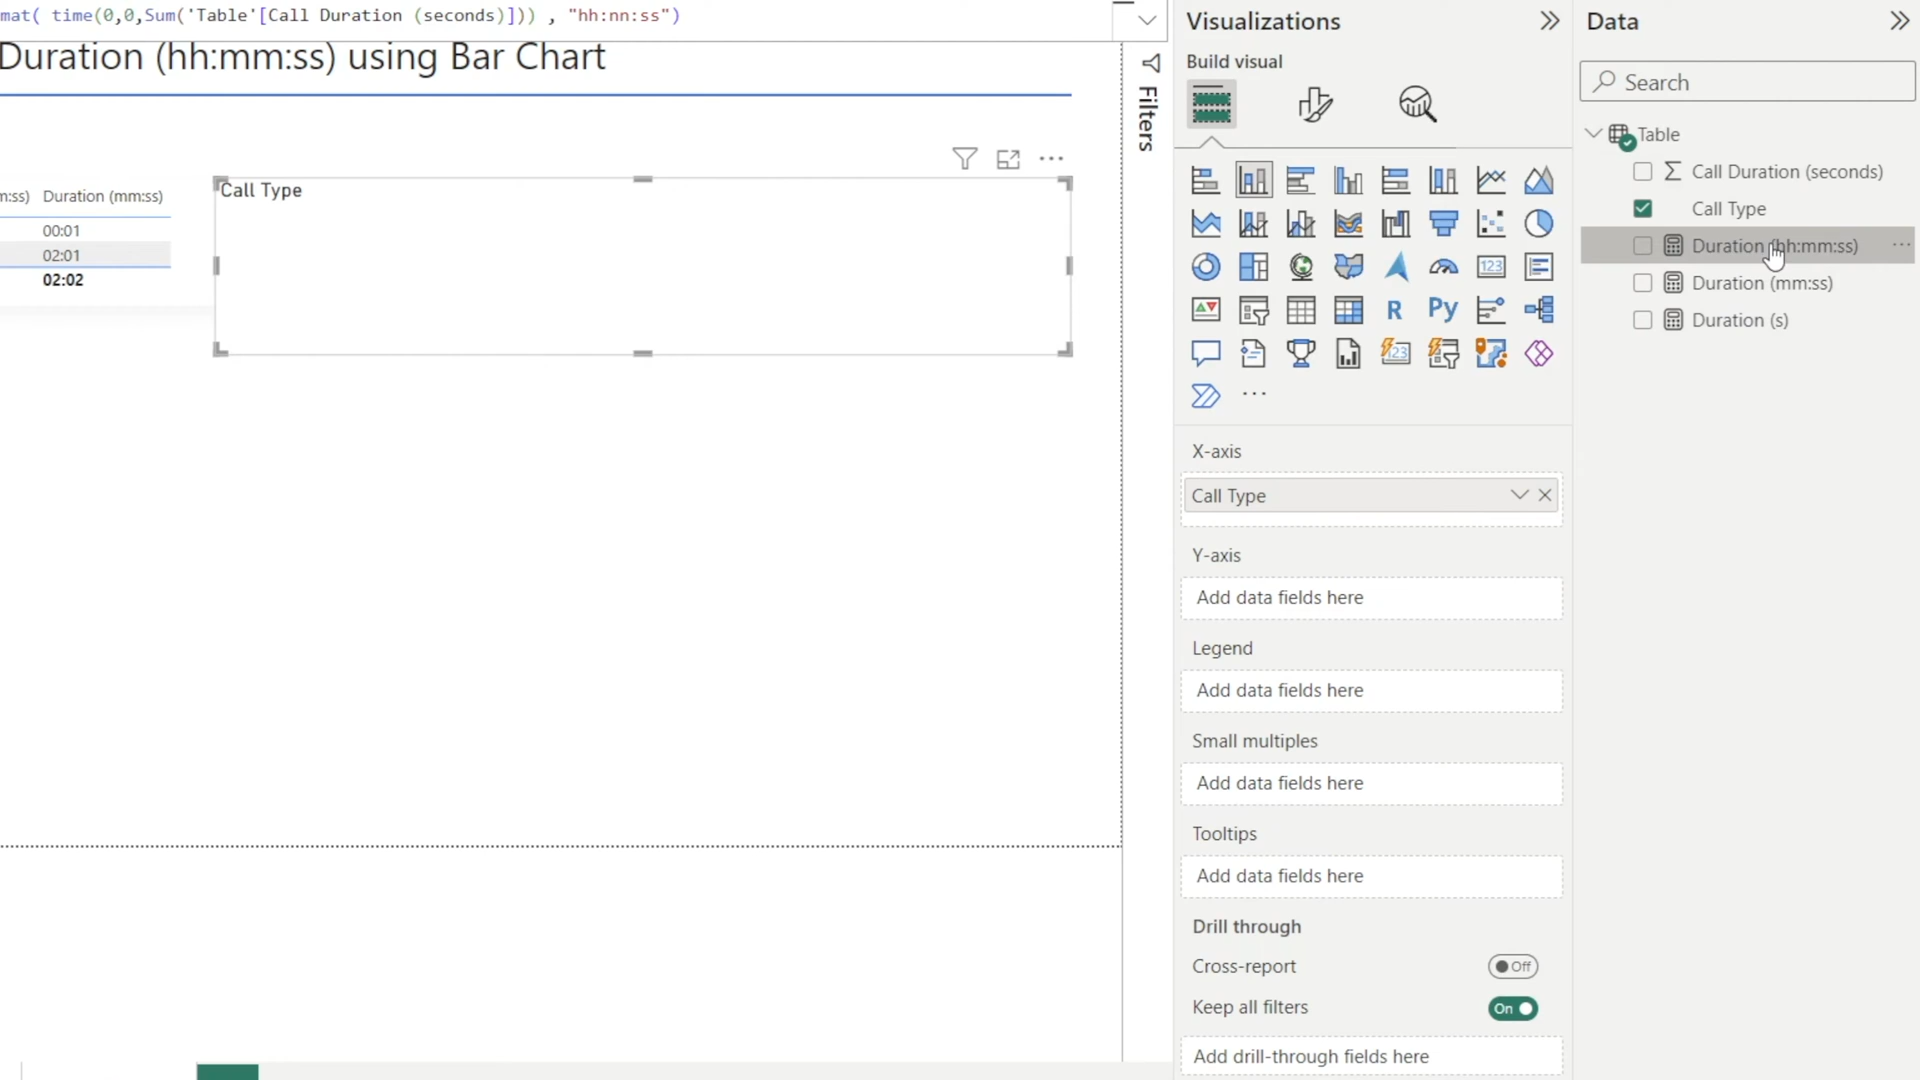 mat( time(0,0,Sum('Table'[Call Duration (seconds)])) , "hh:nn:ss")
Duration (hh:mm:ss) using Bar Chart
m:ss) Duration (mm:ss)
00:01
02:01
02:02
Call Type
Filters
Visualizations
Build visual
123
R
Py
123
X-axis
Call Type
Y-axis
Add data fields here
Legend
Add data fields here
Small multiples
Add data fields here
Tooltips
Add data fields here
Drill through
Cross-report
Off
Keep all filters
On
Add drill-through fields here
Data
Search
Table
Call Duration (seconds)
Call Type
Duration (hh:mm:ss)
Duration (mm:ss)
Duration (s)